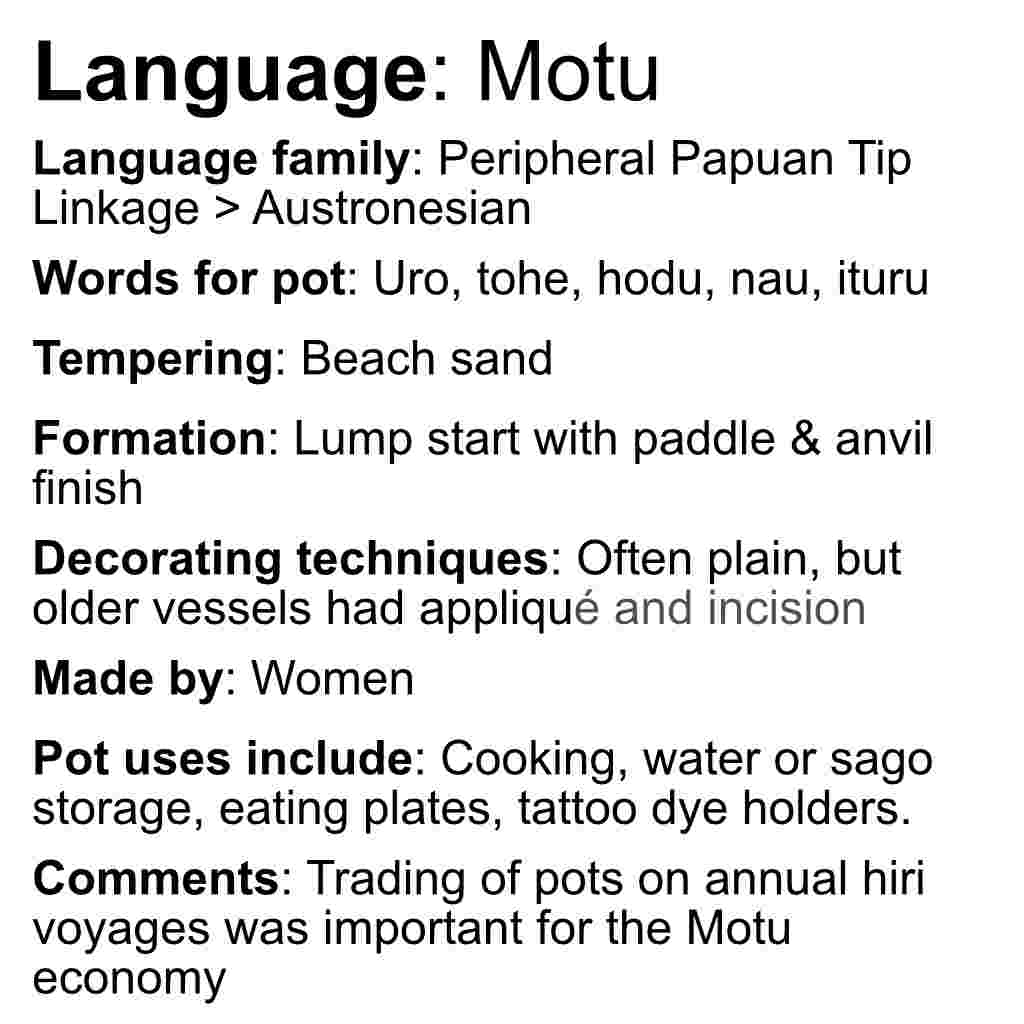 Language: Motu
Language family: Peripheral Papuan Tip
Linkage > Austronesian
Words for pot: Uro, tohe, hodu, nau, ituru
Tempering: Beach sand
Formation: Lump start with paddle & anvil
finish
Decorating techniques: Often plain, but
older vessels had appliqué and incision
Made by: Women
Pot uses include: Cooking, water or sago
storage, eating plates, tattoo dye holders.
Comments: Trading of pots on annual hiri
voyages was important for the Motu
economy